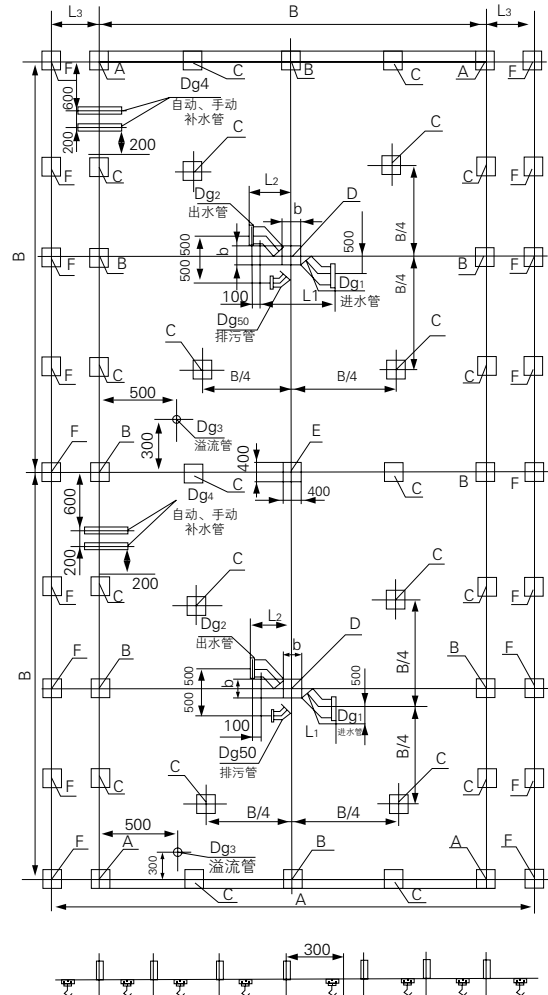 L3 B L3
F A C B C A F
600
Dg4
自动、手动
补水管
200
200
C C
F C C F
L2
Dg2 b D
出水管
B/4
500 500
B F B b B F
500 B/4
100 L1 Dg1
进水管
Dg50
排污管
C C
F C C F
B/4 B/4
500
Dg3
溢流管
300
F B E
400
C C B F
400
600
Dg4
自动、手动
补水管
200
200
C C
F C C F
L2
Dg2 b D
出水管
B/4
500 500
F B B F
B b
500 B/4
100 L1 Dg1
进水管
Dg50
排污管
C C
F C C F
B/4 B/4
500
Dg3
溢流管
300
F A B A F
C C
A
300